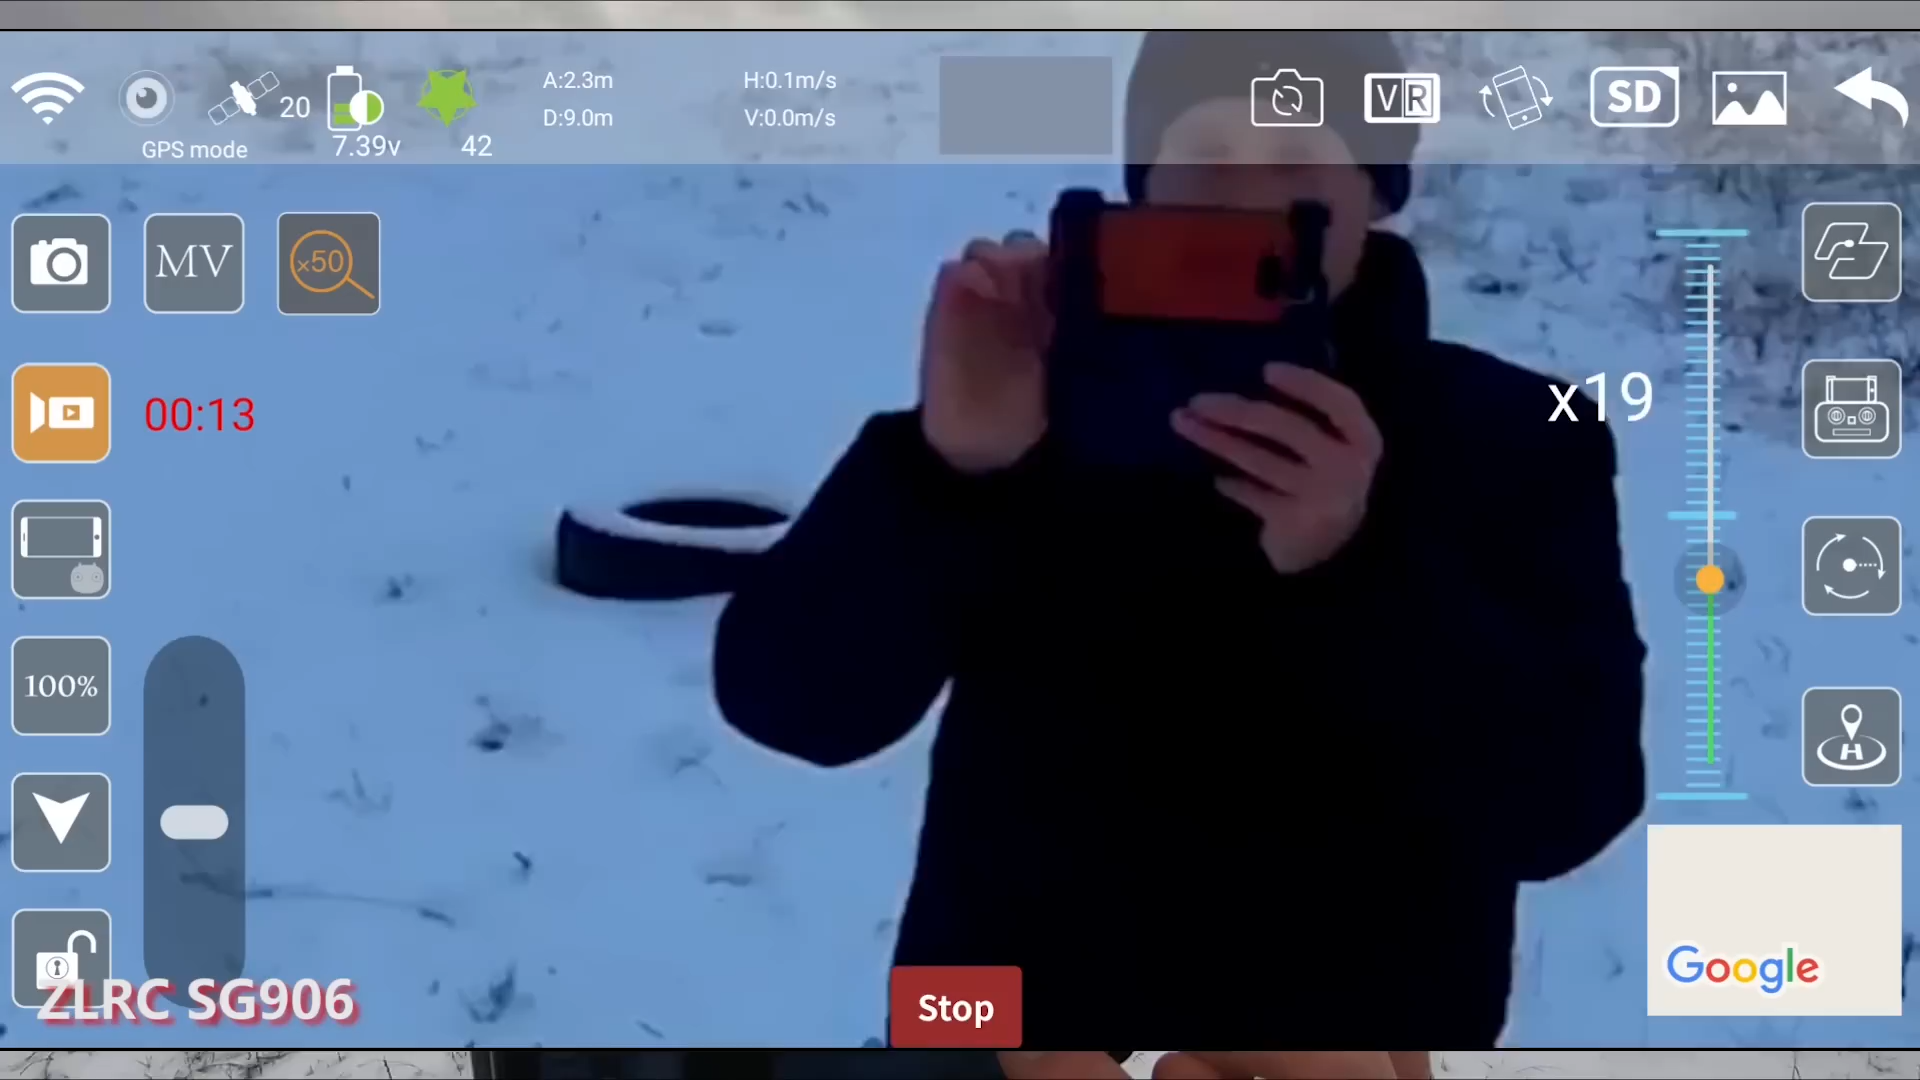 A:2.3m
H:0.1m/s
20
D:9.0m
V:0.0m/s
GPS mode
7.39v
42
VR
SD
MV
x50
00:13
x19
100%
H
Google
ZLRC SG906
Stop